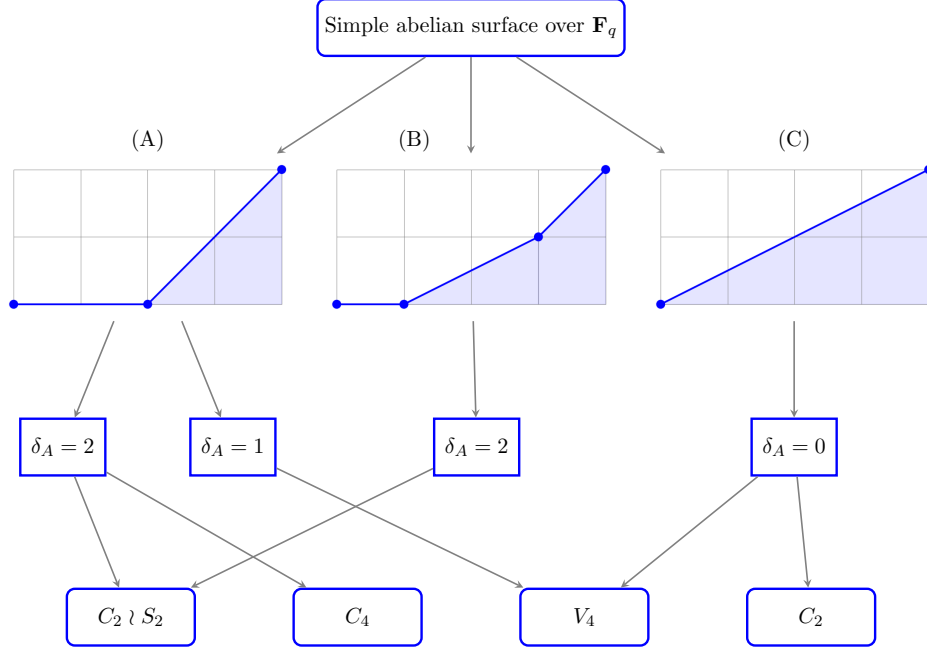 Simple abelian surface over F_q
(A)
(B)
(C)
δ_A = 2
δ_A = 1
δ_A = 2
δ_A = 0
C_2 ≀ S_2
C_4
V_4
C_2